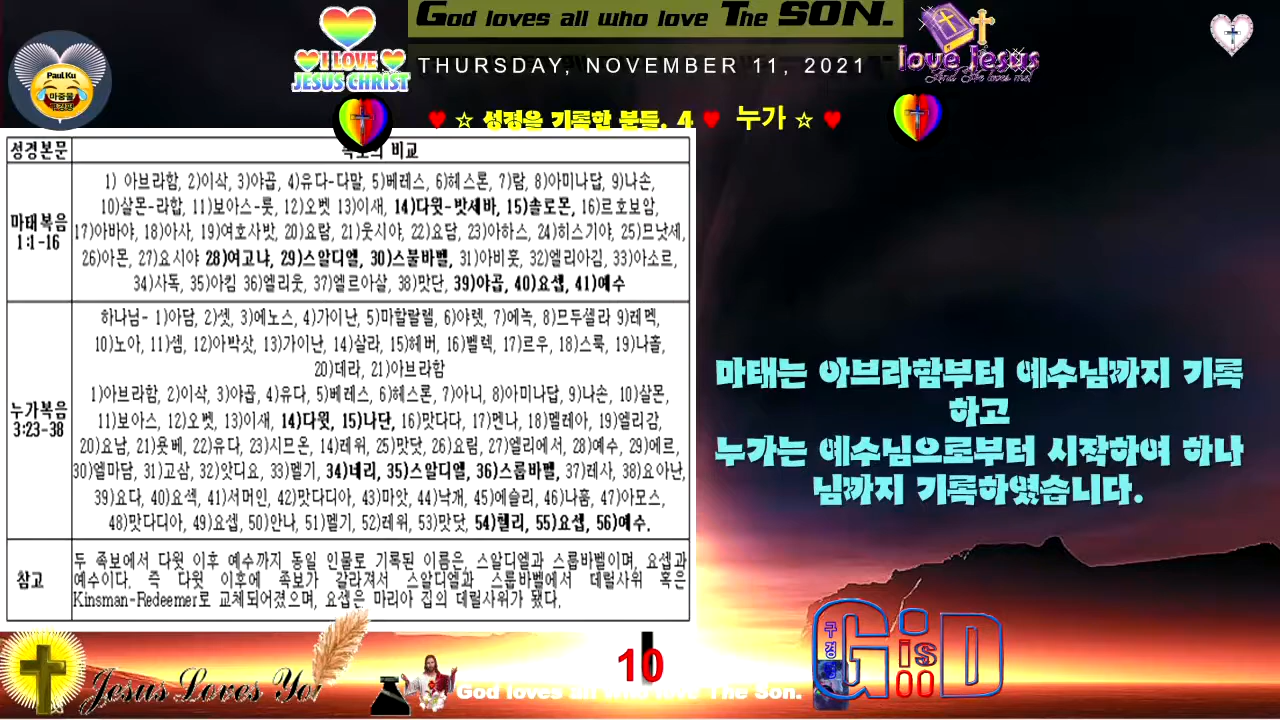 God loves all who love The SON.
I LOVE
JESUS CHRIST
THURSDAY, NOVEMBER 11, 2021
love Jesus
And He loves me!
Paul Ku
마중물
☆ 성경을 기록한 분들. 4 누가 ☆
성경본문
비교
마태복음
1:1-16
1) 아브라함, 2)이삭, 3)야곱, 4)유다-다말, 5)베레스, 6)헤스론, 7)람, 8)아미나답, 9)나손,
10)살몬-라합, 11)보아스-룻, 12)오벳 13)이새, 14)다윗-밧세바, 15)솔로몬, 16)르호보암,
17)아바야, 18)아사, 19)여호사밧, 20)요람, 21)웃시야, 22)요담, 23)아하스, 24)히스기야, 25)므낫세,
26)아몬, 27)요시야 28)여고냐, 29)스알디엘, 30)스불바벨, 31)아비훗, 32)엘리아김, 33)아소르,
34)사독, 35)아킴 36)엘리웃, 37)엘르아살, 38)맛단, 39)야곱, 40)요셉, 41)예수
누가복음
3:23-38
하나님- 1)아담, 2)셋, 3)에노스, 4)가이난, 5)마할랄렐, 6)야렛, 7)에녹, 8)므두셀라 9)레멕,
10)노아, 11)셈, 12)아박삿, 13)가이난, 14)살라, 15)헤버, 16)벨렉, 17)르우, 18)스룩, 19)나홀,
20)데라, 21)아브라함
1)아브라함, 2)이삭, 3)야곱, 4)유다, 5)베레스, 6)헤스론, 7)아니, 8)아미나답, 9)나손, 10)살몬,
11)보아스, 12)오벳, 13)이새, 14)다윗, 15)나단, 16)맛다다, 17)멘나, 18)멜레아, 19)엘리감,
20)요남, 21)욧베, 22)유다, 23)시므온, 14)레위, 25)맛닷, 26)요림, 27)엘리에서, 28)예수, 29)에르,
30)엘마담, 31)고삼, 32)앗디요, 33)멜기, 34)네리, 35)스알디엘, 36)스룹바벨, 37)레사, 38)요아난,
39)요다, 40)요섹, 41)서머인, 42)맛다디아, 43)마앗, 44)낙개, 45)에슬리, 46)나훔, 47)아모스,
48)맛다디아, 49)요셉, 50)안나, 51)멜기, 52)레위, 53)맛닷, 54)헬리, 55)요셉, 56)예수.
참고
두 족보에서 다윗 이후 예수까지 동일 인물로 기록된 이름은, 스알디엘과 스룹바벨이며, 요셉과
예수이다. 즉 다윗 이후에 족보가 갈라져서 스알디엘과 스룹바벨에서 데릴사위 혹은
Kinsman-Redeemer로 교체되어졌으며, 요셉은 마리아 집의 데릴사위가 됐다.
마태는 아브라함부터 예수님까지 기록
하고
누가는 예수님으로부터 시작하여 하나
님까지 기록하였습니다.
Jesus Loves Yo
10
God loves all who love The Son.
구경
God is